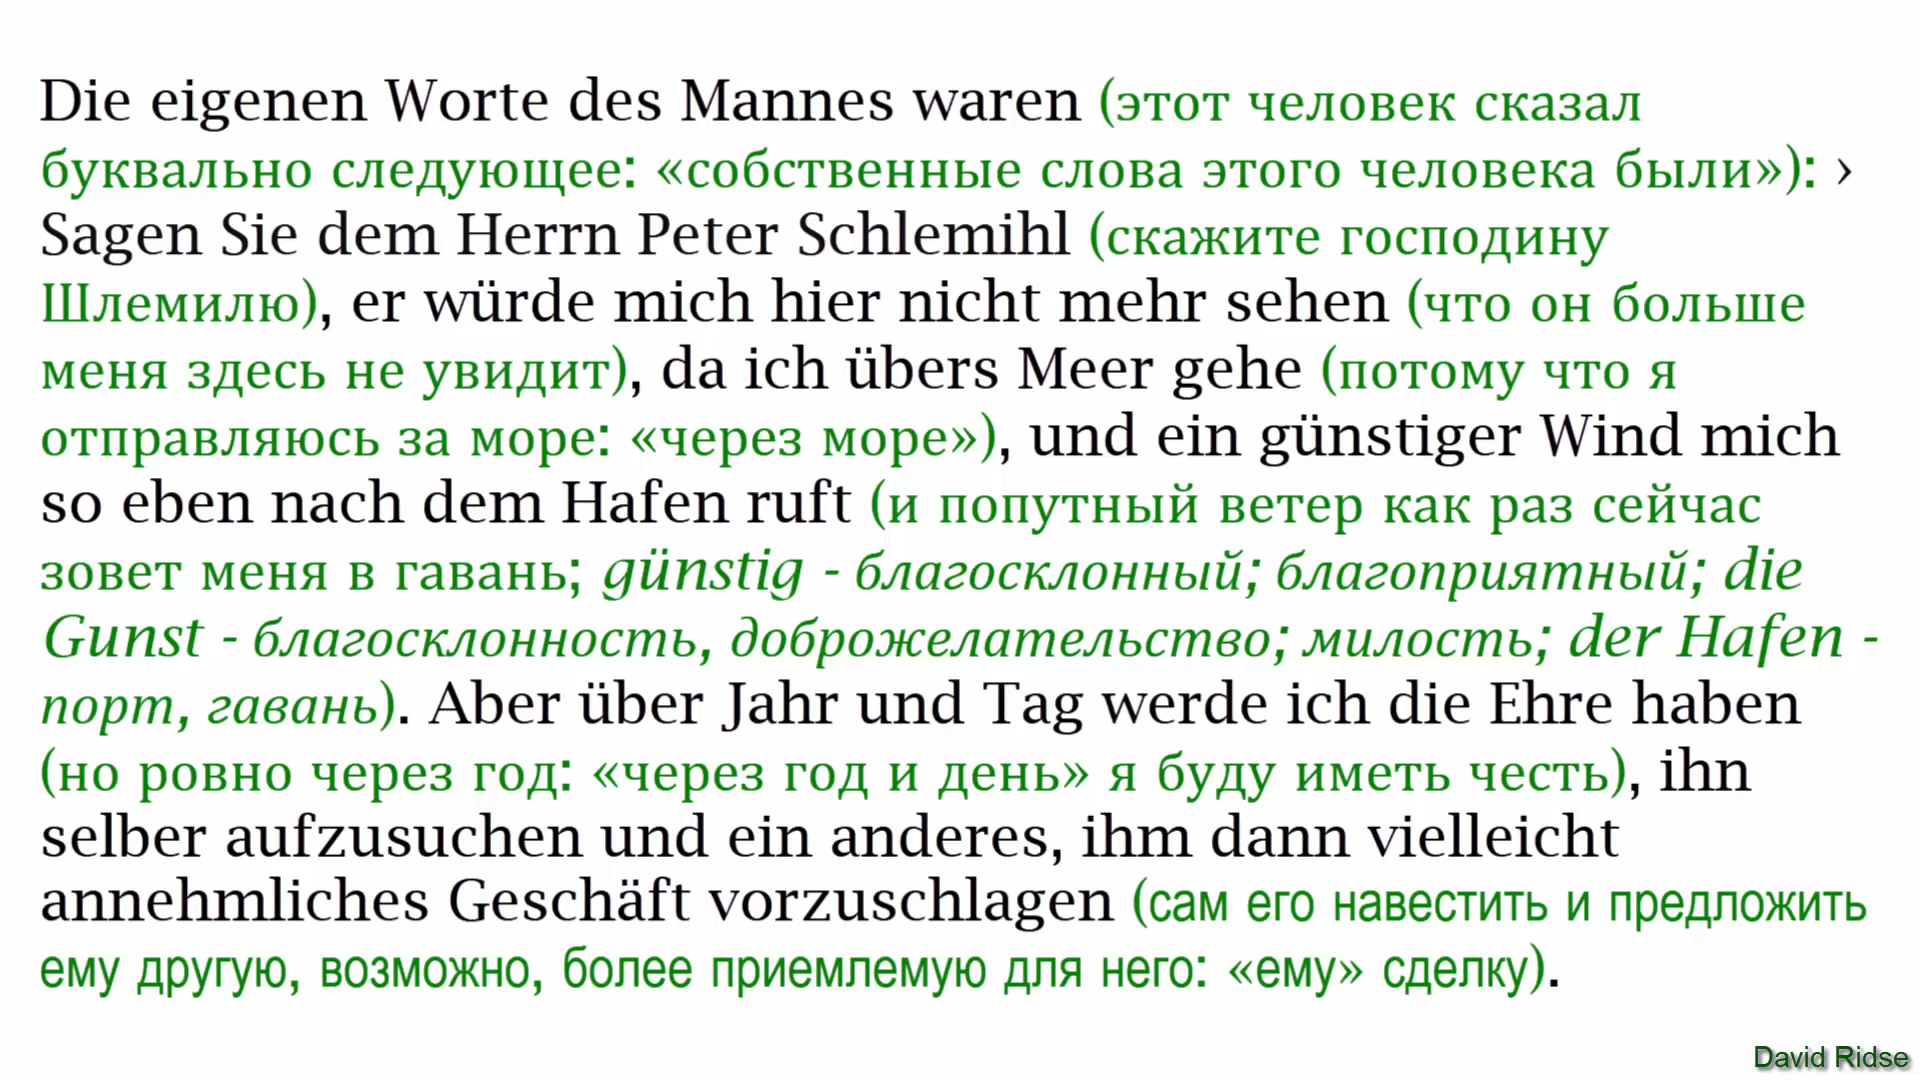 Die eigenen Worte des Mannes waren (этот человек сказал
буквально следующее: «собственные слова этого человека были»): ›
Sagen Sie dem Herrn Peter Schlemihl (скажите господину
Шлемилю), er würde mich hier nicht mehr sehen (что он больше
меня здесь не увидит), da ich übers Meer gehe (потому что я
отправляюсь за море: «через море»), und ein günstiger Wind mich
so eben nach dem Hafen ruft (и попутный ветер как раз сейчас
зовет меня в гавань; günstig - благосклонный; благоприятный; die
Gunst - благосклонность, доброжелательство; милость; der Hafen -
порт, гавань). Aber über Jahr und Tag werde ich die Ehre haben
(но ровно через год: «через год и день» я буду иметь честь), ihn
selber aufzusuchen und ein anderes, ihm dann vielleicht
annehmliches Geschäft vorzuschlagen (сам его навестить и предложить
ему другую, возможно, более приемлемую для него: «ему» сделку).
David Ridse